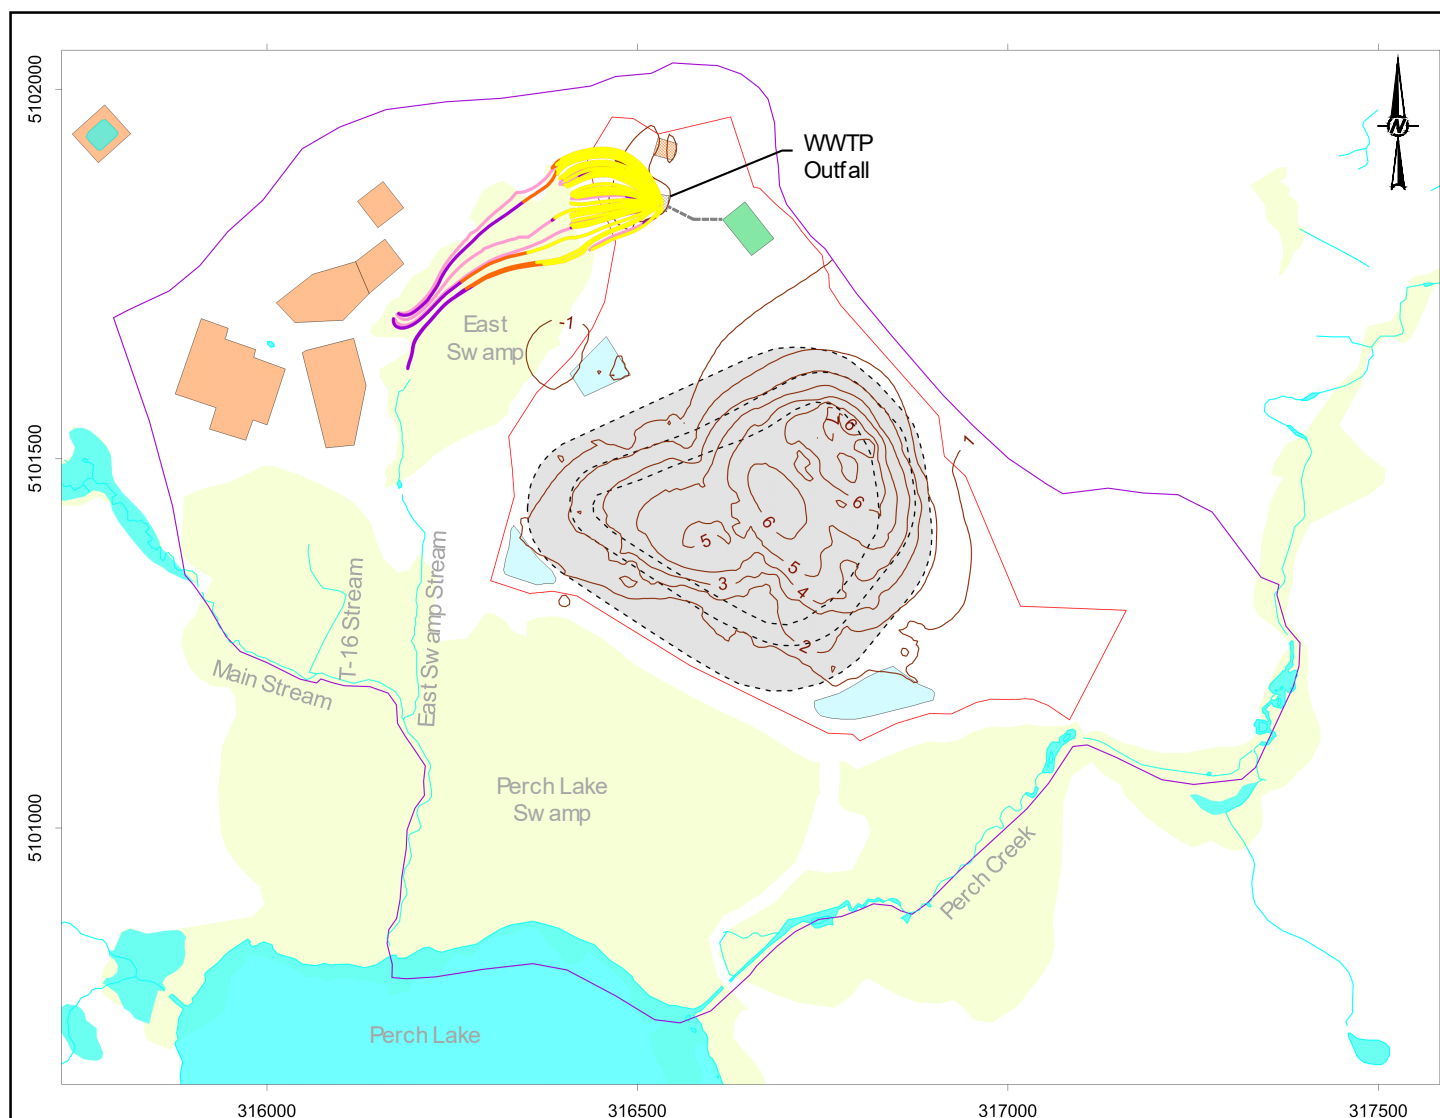 5102000
N
WWTP
Outfall
East
Swamp
-1
5101500
6
1
6
6
5
5
3
4
2
T-16 Stream
East Swamp Stream
Main Stream
Perch Lake
Swamp
5101000
Perch Creek
Perch Lake
316000
316500
317000
317500